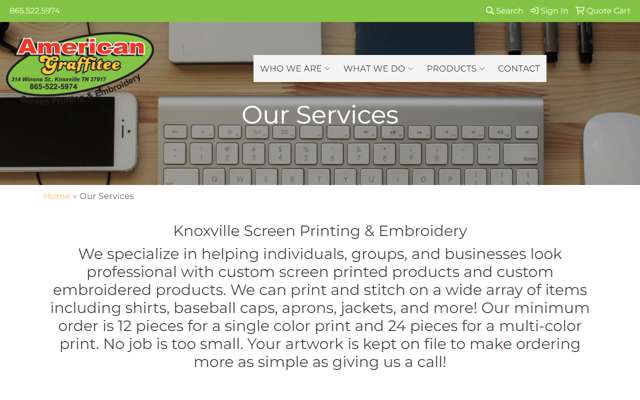 865.522.5974
Search
Sign In
Quote Cart
American
Graffitee
314 Winona St., Knoxville TN 37917
865-522-5974
Screen Printing & Embroidery
WHO WE ARE
WHAT WE DO
PRODUCTS
CONTACT
Our Services
Home » Our Services
Knoxville Screen Printing & Embroidery
We specialize in helping individuals, groups, and businesses look
professional with custom screen printed products and custom
embroidered products. We can print and stitch on a wide array of items
including shirts, baseball caps, aprons, jackets, and more! Our minimum
order is 12 pieces for a single color print and 24 pieces for a multi-color
print. No job is too small. Your artwork is kept on file to make ordering
more as simple as giving us a call!